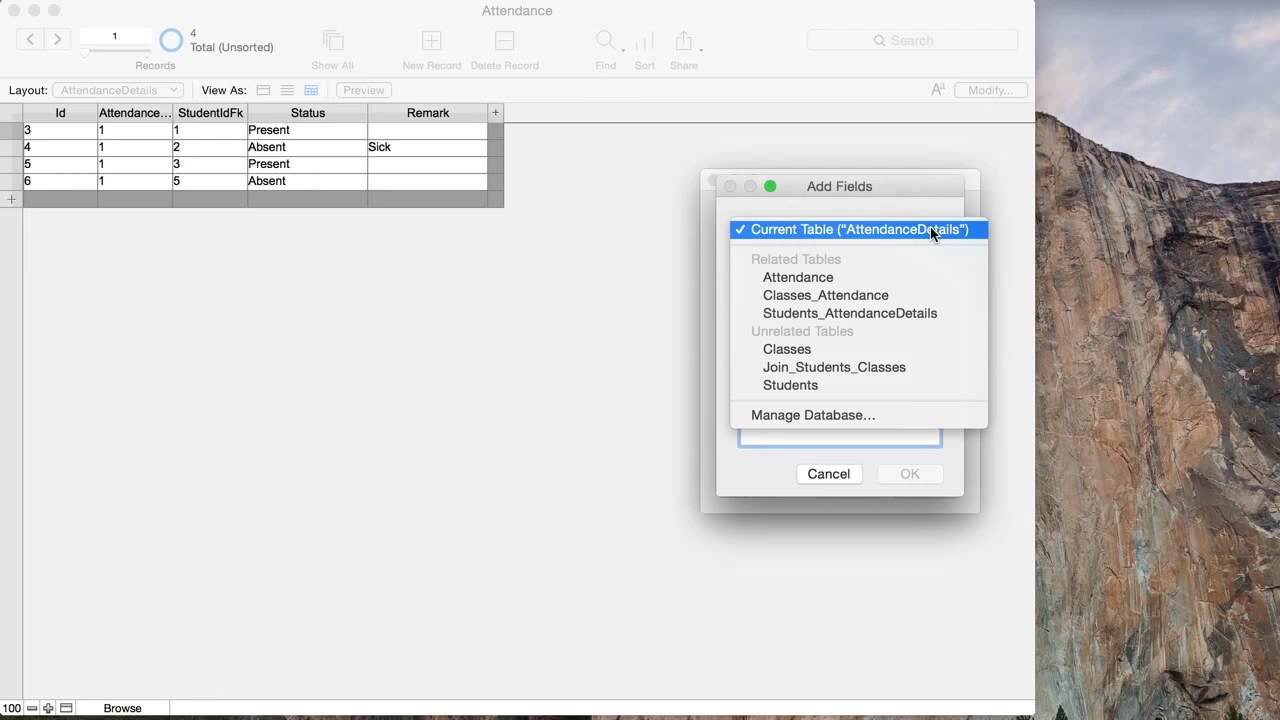 Attendance
1
4
Total (Unsorted)
Search
Records
Show All
New Record
Delete Record
Find
Sort
Share
Layout: AttendanceDetails View As: Preview Aª Modify...
Id Attendance... StudentIdFk Status Remark +
3 1 1 Present
4 1 2 Absent Sick
5 1 3 Present
6 1 5 Absent
+
Add Fields
✓ Current Table (“AttendanceDetails”)
Related Tables
Attendance
Classes_Attendance
Students_AttendanceDetails
Unrelated Tables
Classes
Join_Students_Classes
Students
Manage Database...
Cancel OK
100 Browse